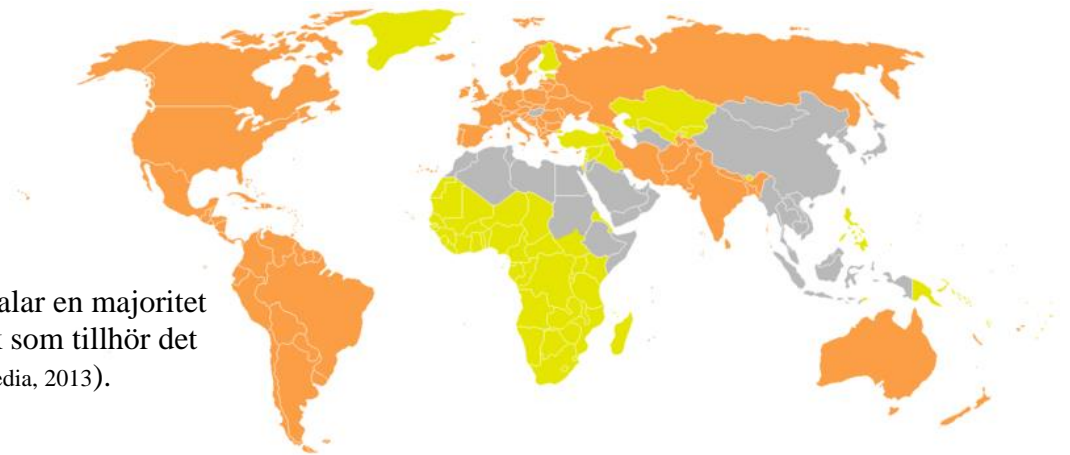 alar en majoritet
som tillhör det
edia, 2013).